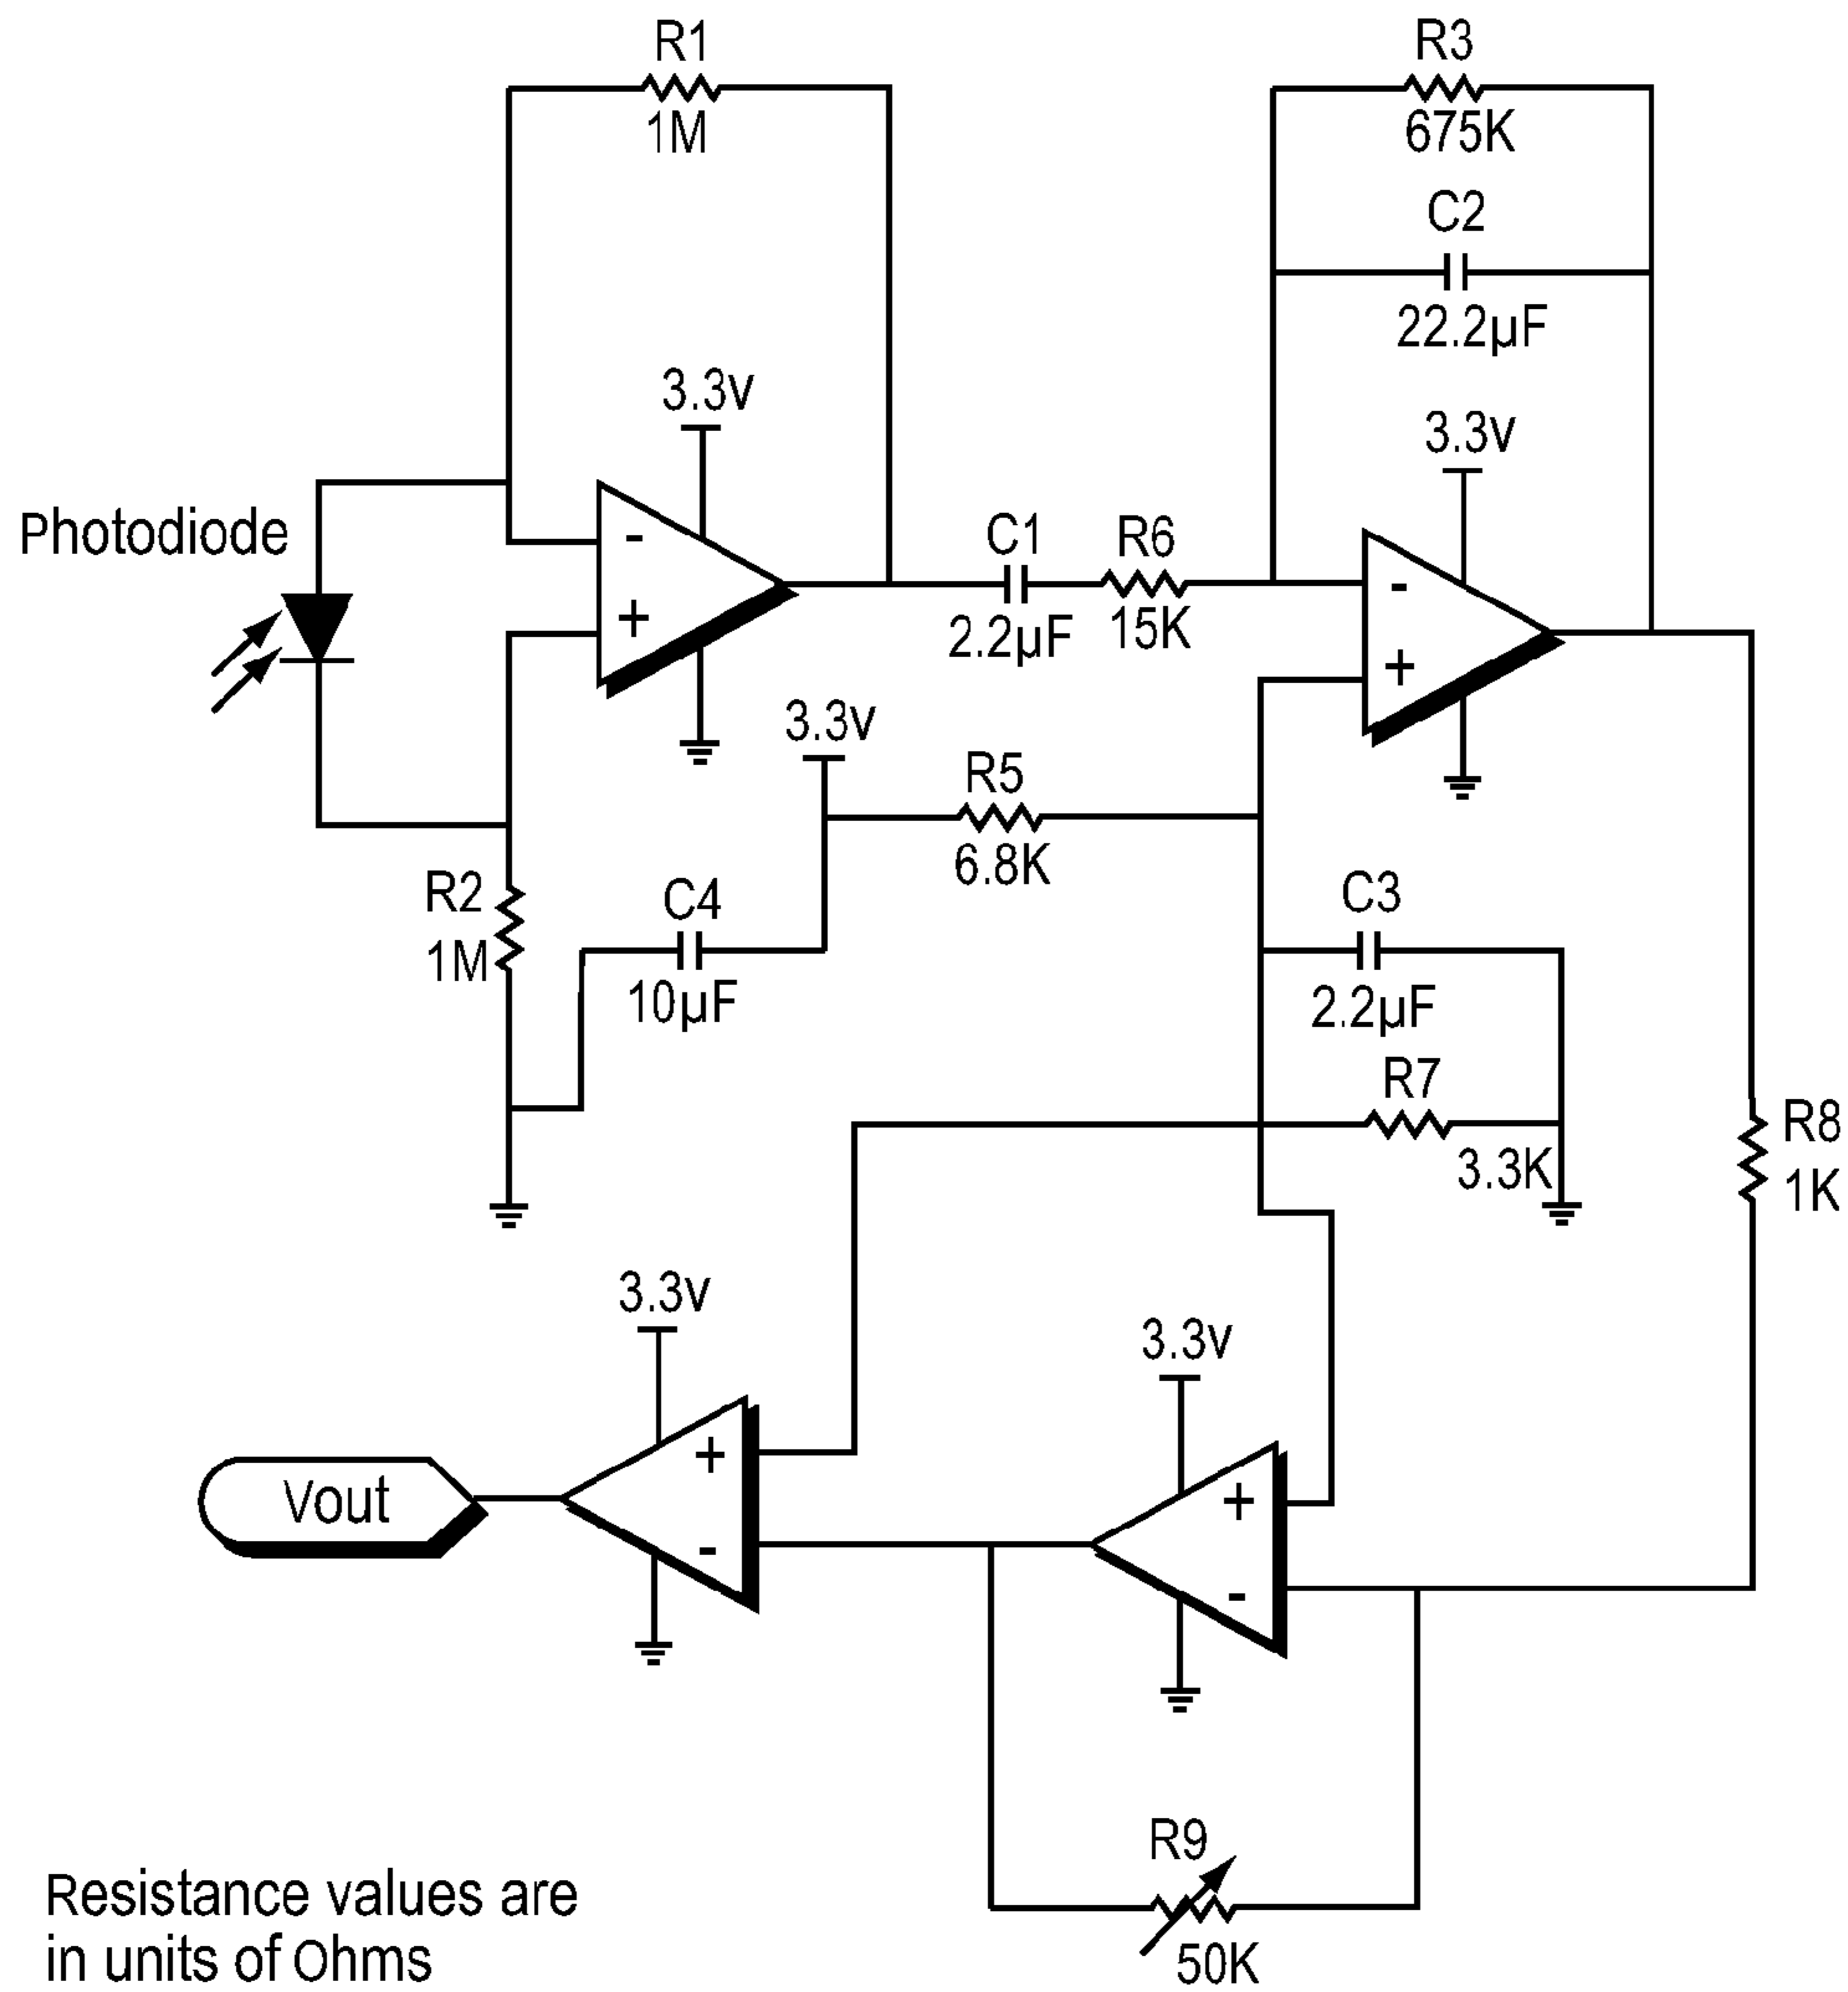 R1
1M
R3
675K
C2
22.2µF
3.3v
3.3v
Photodiode
-
+
C1
2.2µF
R6
15K
-
+
3.3v
R5
6.8K
R2
1M
C4
10µF
C3
2.2µF
R7
3.3K
R8
1K
3.3v
3.3v
Vout
+
-
+
-
R9
50K
Resistance values are
in units of Ohms